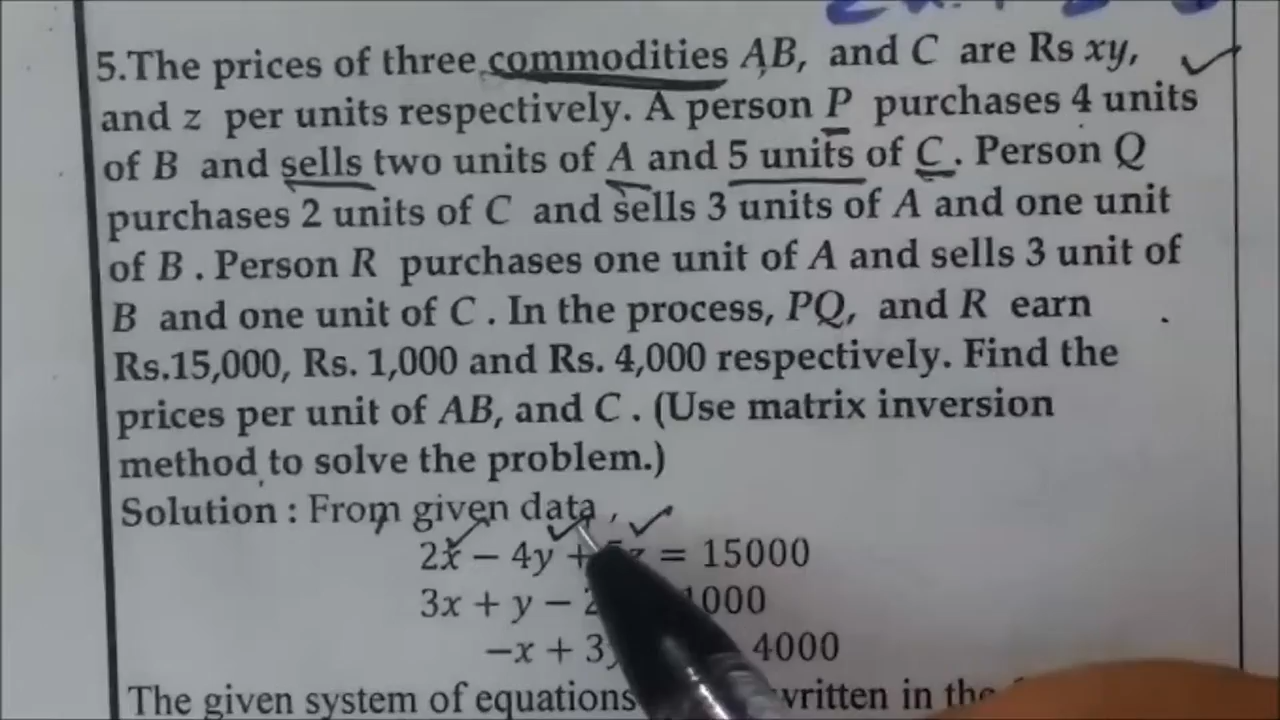 5.The prices of three commodities AB, and C are Rs xy,
and z per units respectively. A person P purchases 4 units
of B and sells two units of A and 5 units of C. Person Q
purchases 2 units of C and sells 3 units of A and one unit
of B. Person R purchases one unit of A and sells 3 unit of
B and one unit of C. In the process, PQ, and R earn
Rs.15,000, Rs. 1,000 and Rs. 4,000 respectively. Find the
prices per unit of AB, and C. (Use matrix inversion
method to solve the problem.)
Solution : From given data,
2x − 4y + = 15000
3x + y − 1000
−x + 3 4000
The given system of equations written in the